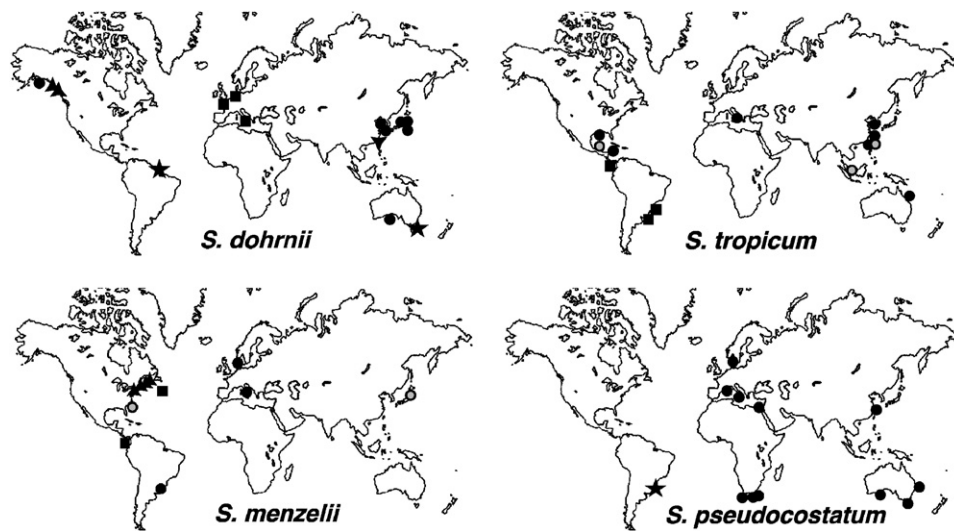 S. dohrnii
S. tropicum
S. menzelii
S. pseudocostatum